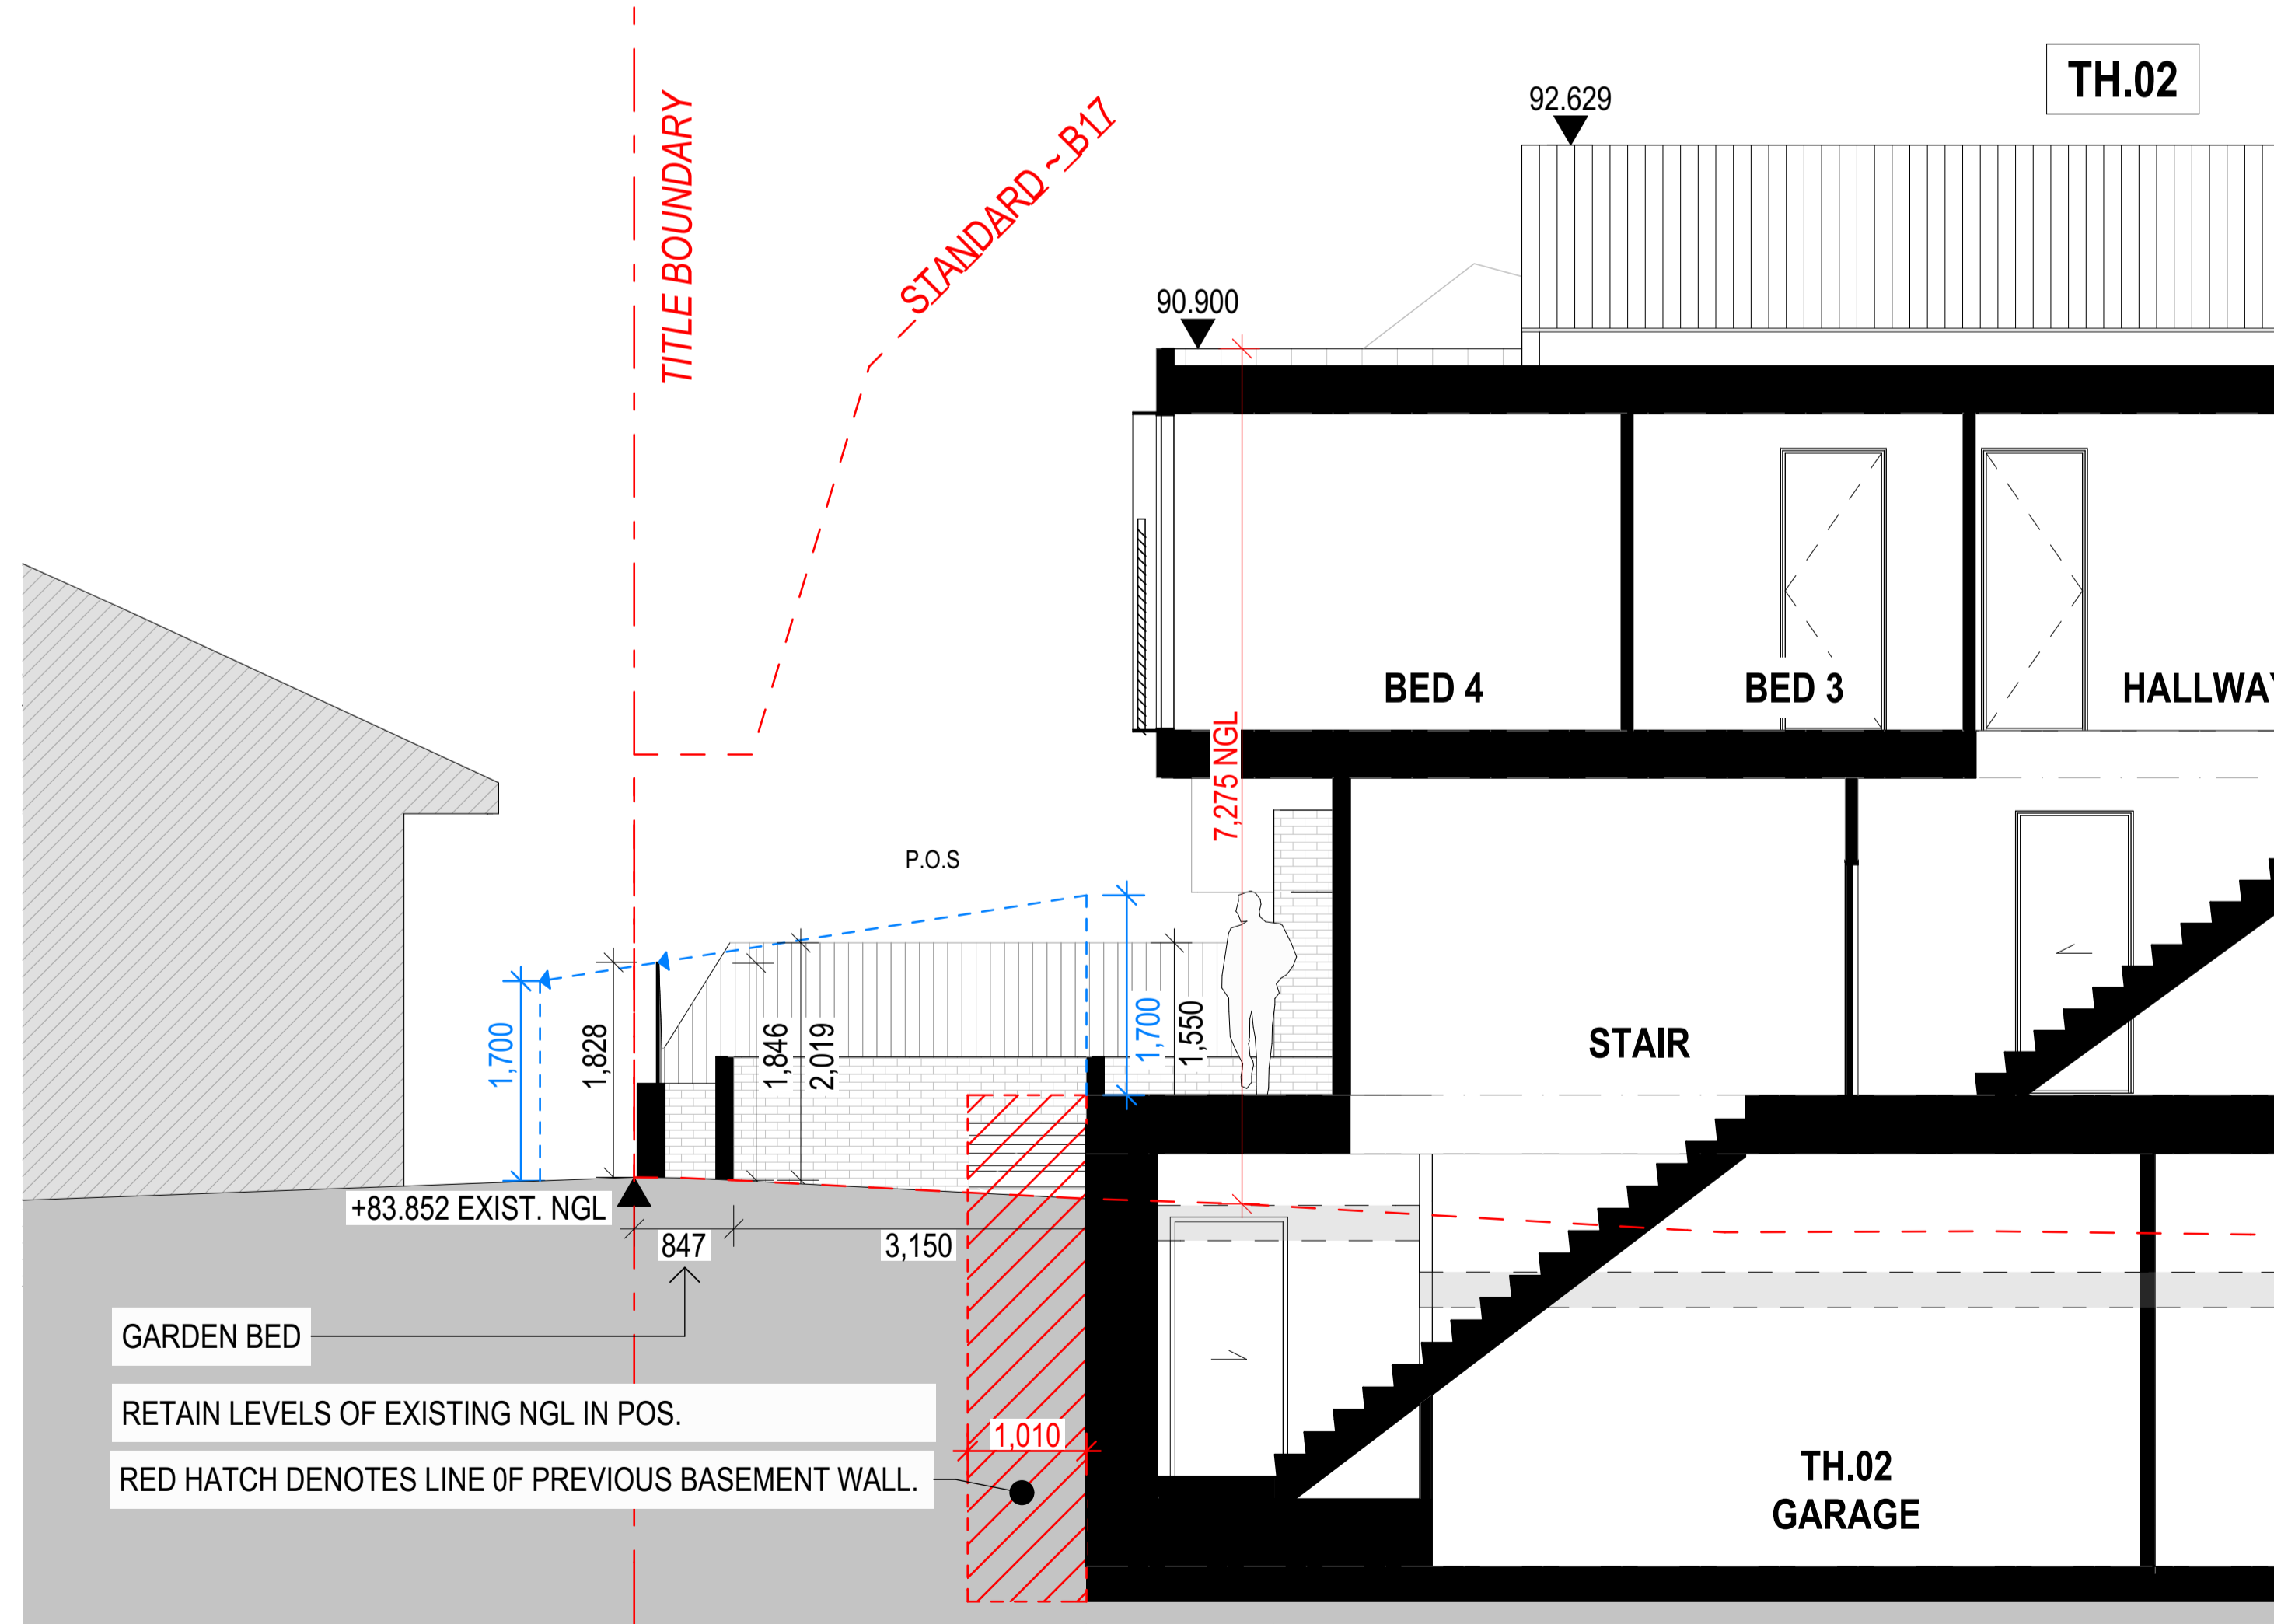 TH.02
92.629
TITLE BOUNDARY
STANDARD ~ B17
90.900
BED 4
BED 3
HALLWAY
7,275 NGL
P.O.S
1,700
1,828
1,846
2,019
1,700
1,550
STAIR
+83.852 EXIST. NGL
847
3,150
GARDEN BED
RETAIN LEVELS OF EXISTING NGL IN POS.
1,010
RED HATCH DENOTES LINE 0F PREVIOUS BASEMENT WALL.
TH.02
GARAGE